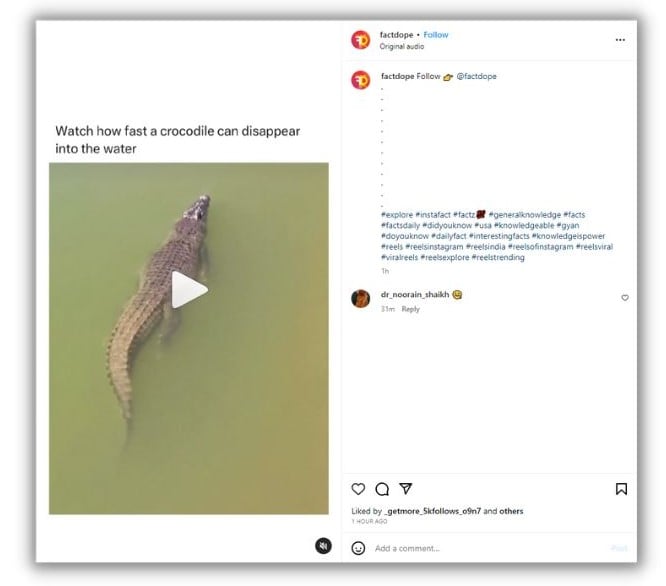 Watch how fast a crocodile can disappear
into the water
factdope • Follow
Original audio
factdope Follow 👉 @factdope
.
.
.
.
.
.
.
.
.
.
.
.
#explore #instafact #factz #generalknowledge #facts
#factsdaily #didyouknow #usa #knowledgeable #gyan
#doyouknow #dailyfact #interestingfacts #knowledgeispower
#reels #reelsinstagram #reelsindia #reelsofinstagram #reelsviral
#viralreels #reelsexplore #reelstrending
1h
dr_noorain_shaikh
31m Reply
Liked by _getmore_5kfollows_o9n7 and others
1 HOUR AGO
Add a comment...
Post